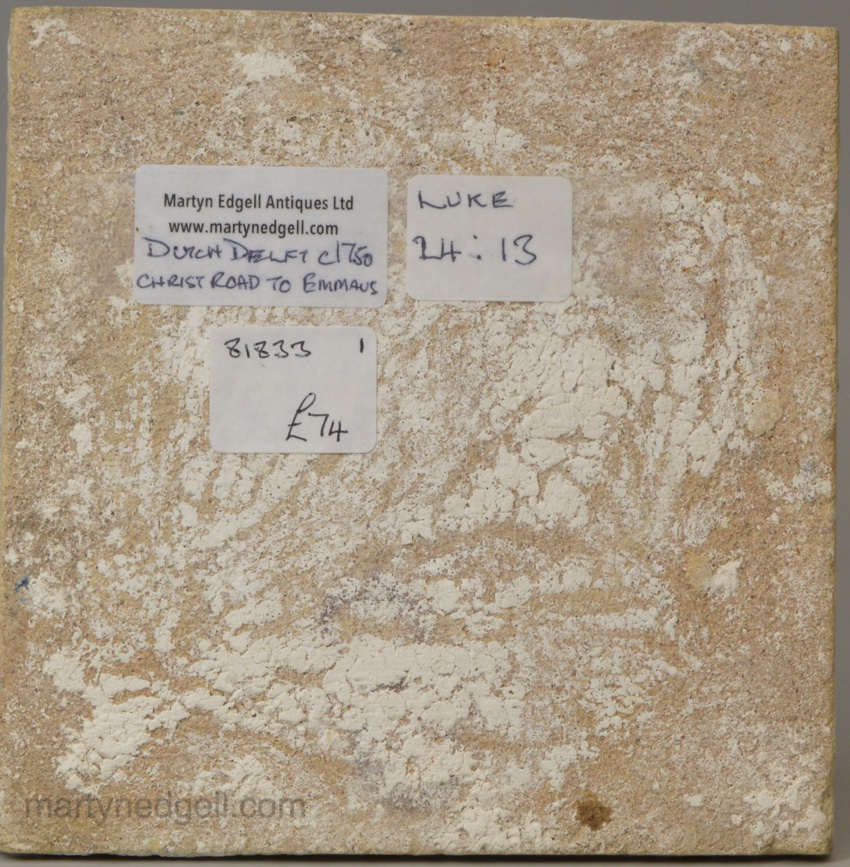 Martyn Edgell Antiques Ltd
www.martynedgell.com
DUTCH DELFT C1750
CHRIST ROAD TO EMMAUS
LUKE
24:13
81833 1
£74
martynedgell.com